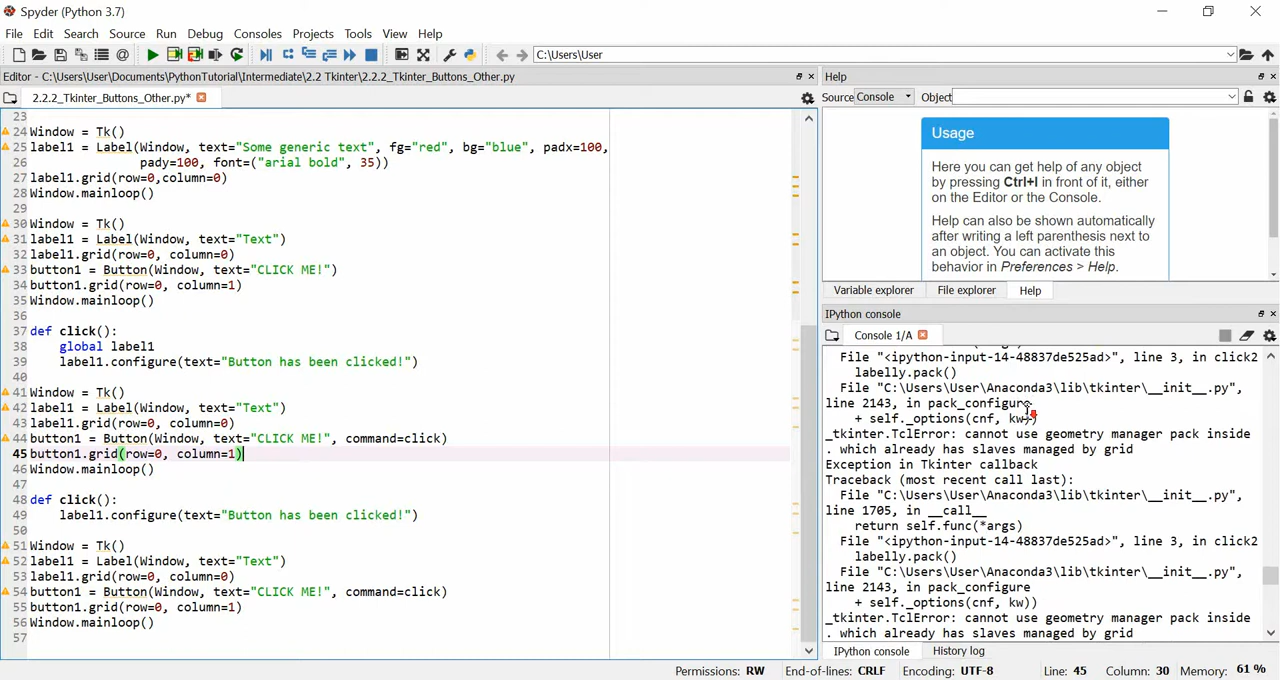 Spyder (Python 3.7)
File Edit Search Source Run Debug Consoles Projects Tools View Help
C:\Users\User
Editor - C:\Users\User\Documents\PythonTutorial\Intermediate\2.2 Tkinter\2.2.2_Tkinter_Buttons_Other.py
2.2.2_Tkinter_Buttons_Other.py*
23
24 Window = Tk()
25 label1 = Label(Window, text="Some generic text", fg="red", bg="blue", padx=100,
26 pady=100, font=("arial bold", 35))
27 label1.grid(row=0,column=0)
28 Window.mainloop()
29
30 Window = Tk()
31 label1 = Label(Window, text="Text")
32 label1.grid(row=0, column=0)
33 button1 = Button(Window, text="CLICK ME!")
34 button1.grid(row=0, column=1)
35 Window.mainloop()
36
37 def click():
38 global label1
39 label1.configure(text="Button has been clicked!")
40
41 Window = Tk()
42 label1 = Label(Window, text="Text")
43 label1.grid(row=0, column=0)
44 button1 = Button(Window, text="CLICK ME!", command=click)
45 button1.grid(row=0, column=1)
46 Window.mainloop()
47
48 def click():
49 label1.configure(text="Button has been clicked!")
50
51 Window = Tk()
52 label1 = Label(Window, text="Text")
53 label1.grid(row=0, column=0)
54 button1 = Button(Window, text="CLICK ME!", command=click)
55 button1.grid(row=0, column=1)
56 Window.mainloop()
57
Help
Source Console Object
Usage
Here you can get help of any object
by pressing Ctrl+I in front of it, either
on the Editor or the Console.
Help can also be shown automatically
after writing a left parenthesis next to
an object. You can activate this
behavior in Preferences > Help.
Variable explorer File explorer Help
IPython console
Console 1/A
File "<ipython-input-14-48837de525ad>", line 3, in click2
labelly.pack()
File "C:\Users\User\Anaconda3\lib\tkinter\__init__.py",
line 2143, in pack_configure
+ self._options(cnf, kw))
_tkinter.TclError: cannot use geometry manager pack inside
. which already has slaves managed by grid
Exception in Tkinter callback
Traceback (most recent call last):
File "C:\Users\User\Anaconda3\lib\tkinter\__init__.py",
line 1705, in __call__
return self.func(*args)
File "<ipython-input-14-48837de525ad>", line 3, in click2
labelly.pack()
File "C:\Users\User\Anaconda3\lib\tkinter\__init__.py",
line 2143, in pack_configure
+ self._options(cnf, kw))
_tkinter.TclError: cannot use geometry manager pack inside
. which already has slaves managed by grid
IPython console History log
Permissions: RW End-of-lines: CRLF Encoding: UTF-8 Line: 45 Column: 30 Memory: 61 %